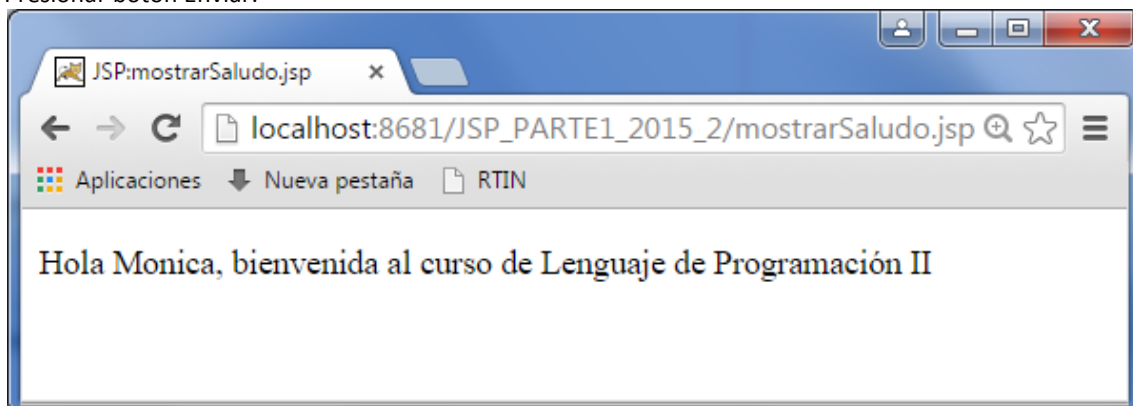 Presionar botón Enviar.
JSP:mostrarSaludo.jsp
localhost:8681/JSP_PARTE1_2015_2/mostrarSaludo.jsp
Aplicaciones Nueva pestaña RTIN
Hola Monica, bienvenida al curso de Lenguaje de Programación II